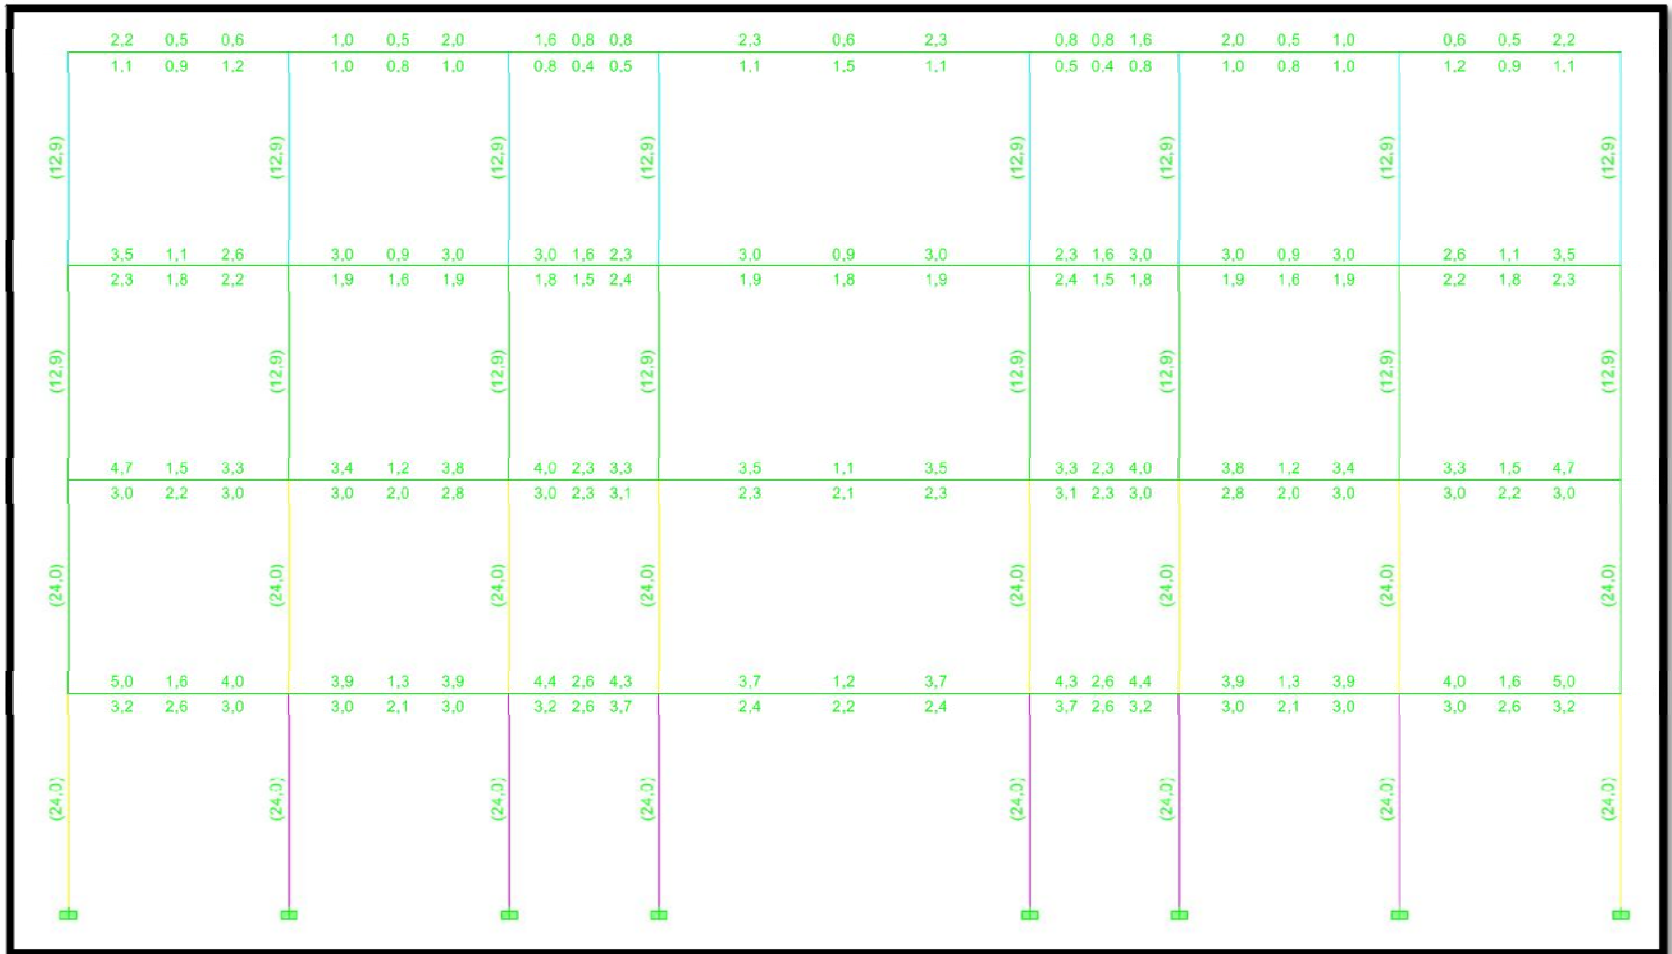 2,2 0,5 0,6 1,0 0,5 2,0 1,6 0,8 0,8 2,3 0,6 2,3 0,8 0,8 1,6 2,0 0,5 1,0 0,6 0,5 2,2
1,1 0,9 1,2 1,0 0,8 1,0 0,8 0,4 0,5 1,1 1,5 1,1 0,5 0,4 0,8 1,0 0,8 1,0 1,2 0,9 1,1
(12,9) (12,9) (12,9) (12,9) (12,9) (12,9) (12,9) (12,9)
3,5 1,1 2,6 3,0 0,9 3,0 3,0 1,6 2,3 3,0 0,9 3,0 2,3 1,6 3,0 3,0 0,9 3,0 2,6 1,1 3,5
2,3 1,8 2,2 1,9 1,6 1,9 1,8 1,5 2,4 1,9 1,8 1,9 2,4 1,5 1,8 1,9 1,6 1,9 2,2 1,8 2,3
(12,9) (12,9) (12,9) (12,9) (12,9) (12,9) (12,9) (12,9)
4,7 1,5 3,3 3,4 1,2 3,8 4,0 2,3 3,3 3,5 1,1 3,5 3,3 2,3 4,0 3,8 1,2 3,4 3,3 1,5 4,7
3,0 2,2 3,0 3,0 2,0 2,8 3,0 2,3 3,1 2,3 2,1 2,3 3,1 2,3 3,0 2,8 2,0 3,0 3,0 2,2 3,0
(24,0) (24,0) (24,0) (24,0) (24,0) (24,0) (24,0) (24,0)
5,0 1,6 4,0 3,9 1,3 3,9 4,4 2,6 4,3 3,7 1,2 3,7 4,3 2,6 4,4 3,9 1,3 3,9 4,0 1,6 5,0
3,2 2,6 3,0 3,0 2,1 3,0 3,2 2,6 3,7 2,4 2,2 2,4 3,7 2,6 3,2 3,0 2,1 3,0 3,0 2,6 3,2
(24,0) (24,0) (24,0) (24,0) (24,0) (24,0) (24,0) (24,0)